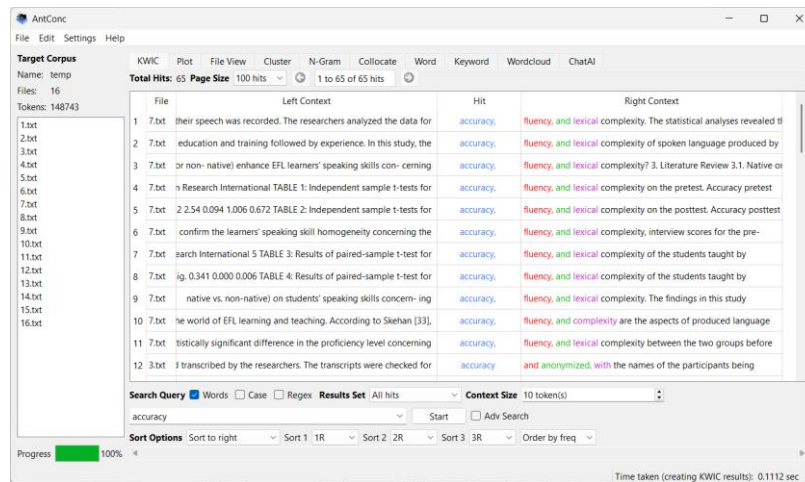 AntConc
File Edit Settings Help
Target Corpus
Name: temp
Files: 16
Tokens: 148743
1.txt
2.txt
3.txt
4.txt
5.txt
6.txt
7.txt
8.txt
9.txt
10.txt
11.txt
12.txt
13.txt
14.txt
15.txt
16.txt
Progress 100%
KWIC Plot File View Cluster N-Gram Collocate Word Keyword Wordcloud ChatAI
Total Hits: 65 Page Size 100 hits 1 to 65 of 65 hits
File Left Context Hit Right Context
1 7.txt their speech was recorded. The researchers analyzed the data for accuracy, fluency, and lexical complexity. The statistical analyses revealed th
2 7.txt education and training followed by experience. In this study, the accuracy, fluency, and lexical complexity of spoken language produced by
3 7.txt or non- native) enhance EFL learners' speaking skills con- cerning accuracy, fluency, and lexical complexity? 3. Literature Review 3.1. Native or
4 7.txt n Research International TABLE 1: Independent sample t-tests for accuracy, fluency, and lexical complexity on the pretest. Accuracy pretest
5 7.txt 2 2.54 0.094 1.006 0.672 TABLE 2: Independent sample t-tests for accuracy, fluency, and lexical complexity on the posttest. Accuracy posttest
6 7.txt confirm the learners' speaking skill homogeneity concerning the accuracy, fluency, and lexical complexity, interview scores for the pre-
7 7.txt earch International 5 TABLE 3: Results of paired-sample t-test for accuracy, fluency, and lexical complexity of the students taught by
8 7.txt ig. 0.341 0.000 0.006 TABLE 4: Results of paired-sample t-test for accuracy, fluency, and lexical complexity of the students taught by
9 7.txt native vs. non-native) on students' speaking skills concern- ing accuracy, fluency, and lexical complexity. The findings in this study
10 7.txt he world of EFL learning and teaching. According to Skehan [33], accuracy, fluency, and complexity are the aspects of produced language
11 7.txt tistically significant difference in the proficiency level concerning accuracy, fluency, and lexical complexity between the two groups before
12 3.txt transcribed by the researchers. The transcripts were checked for accuracy and anonymized, with the names of the participants being
Search Query Words Case Regex Results Set All hits Context Size 10 token(s)
accuracy Start Adv Search
Sort Options Sort to right Sort 1 1R Sort 2 2R Sort 3 3R Order by freq
Time taken (creating KWIC results): 0.1112 sec